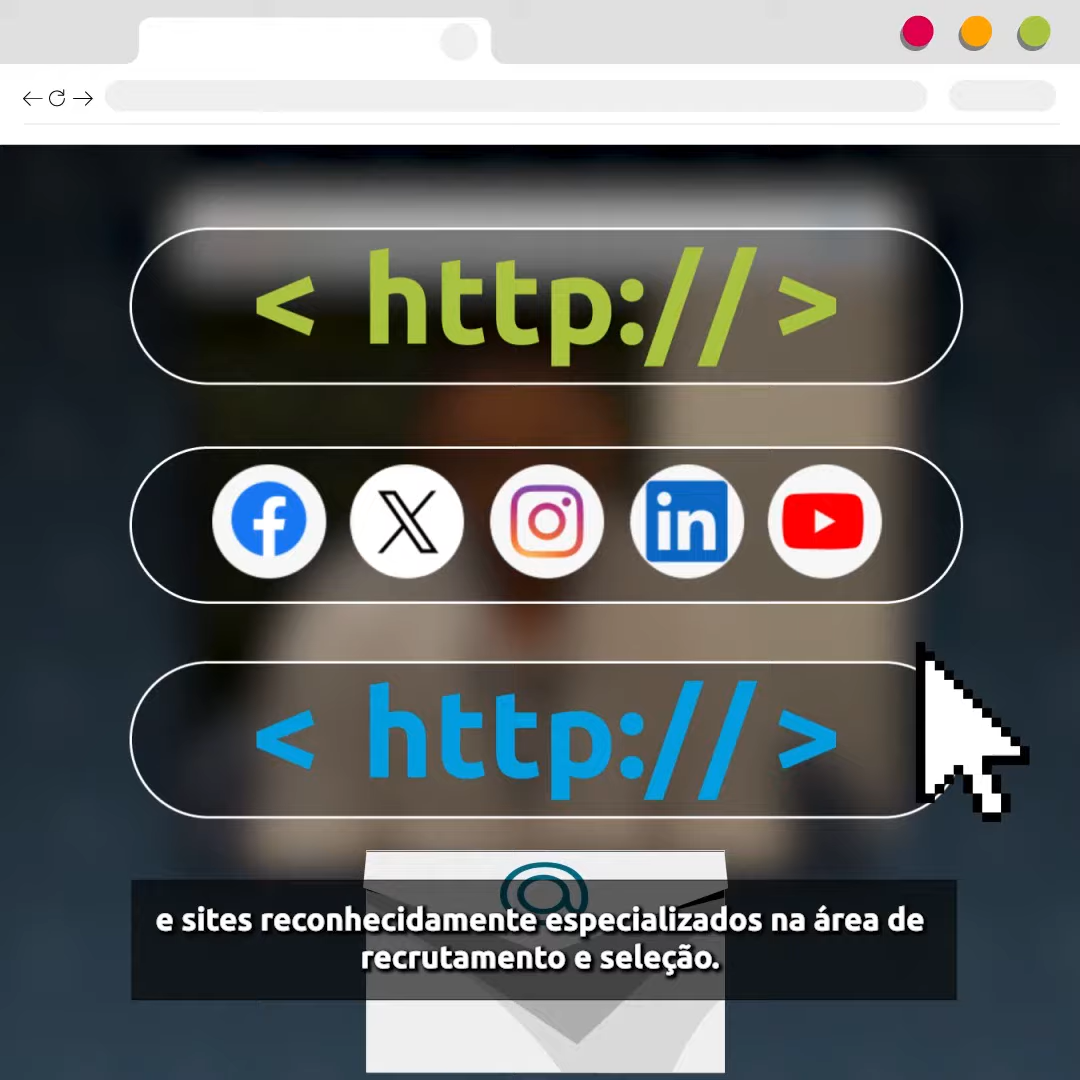 < http:// >
< http:// >
@
e sites reconhecidamente especializados na área de
recrutamento e seleção.